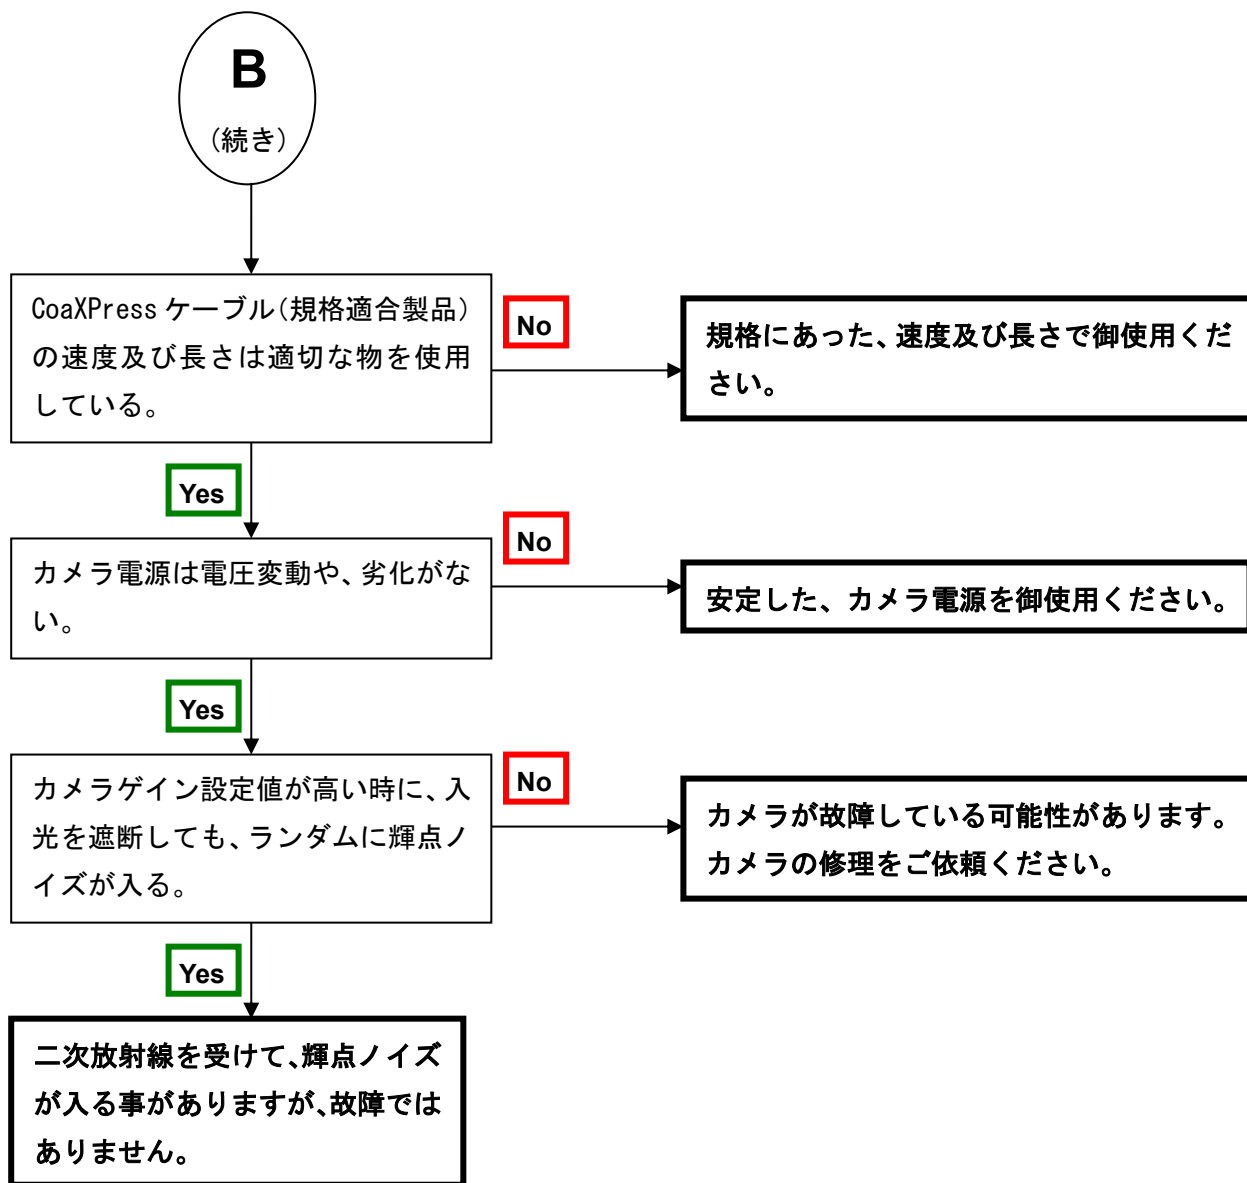 B
(続き)
CoaXPress ケーブル(規格適合製品)
の速度及び長さは適切な物を使用
している。
No
規格にあった、速度及び長さで御使用くだ
さい。
Yes
カメラ電源は電圧変動や、劣化がな
い。
No
安定した、カメラ電源を御使用ください。
Yes
カメラゲイン設定値が高い時に、入
光を遮断しても、ランダムに輝点ノ
イズが入る。
No
カメラが故障している可能性があります。
カメラの修理をご依頼ください。
Yes
二次放射線を受けて、輝点ノイズ
が入る事がありますが、故障では
ありません。